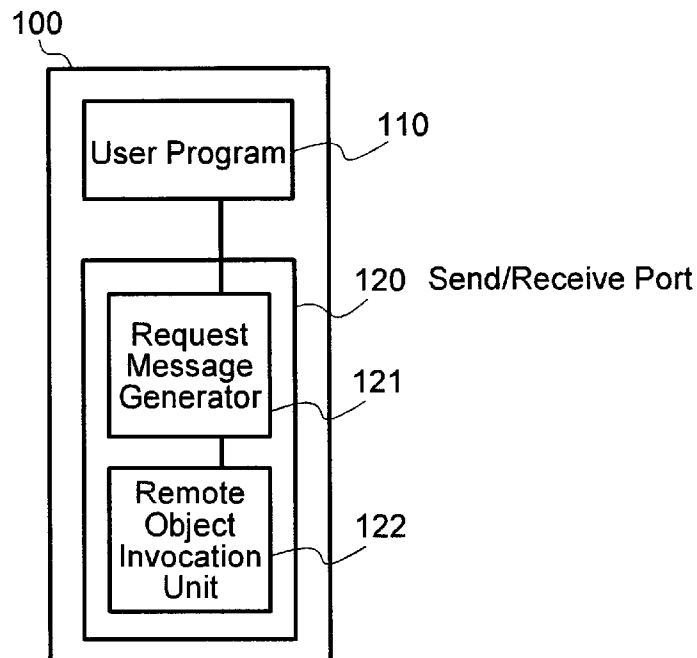 100
User Program
110
120 Send/Receive Port
Request
Message
Generator
121
Remote
Object
Invocation
Unit
122